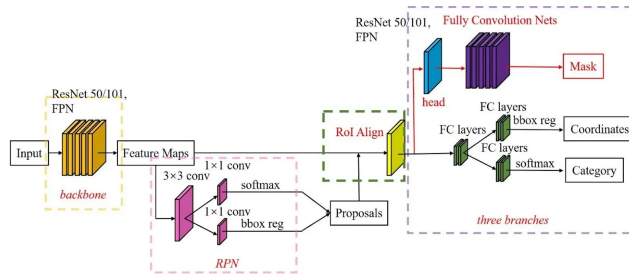 ResNet 50/101,
FPN
Fully Convolution Nets
Mask
head
ResNet 50/101,
FPN
RoI Align
FC layers
bbox reg
Coordinates
FC layers
softmax
Category
Input
Feature Maps
backbone
3×3 conv
1×1 conv
softmax
1×1 conv
bbox reg
Proposals
RPN
three branches